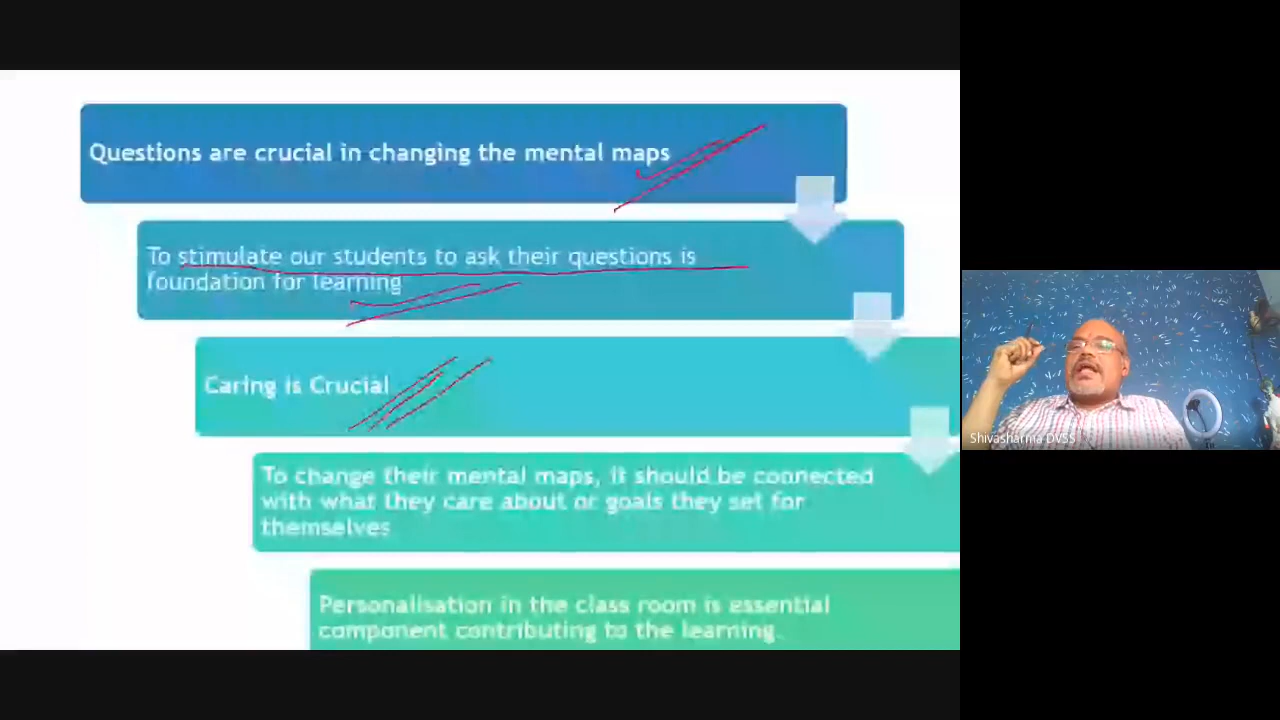 Questions are crucial in changing the mental maps
To stimulate our students to ask their questions is
foundation for learning
Caring is Crucial
To change their mental maps, it should be connected
with what they care about or goals they set for
themselves
Personalisation in the class room is essential
component contributing to the learning.
Shivasharma DVSS